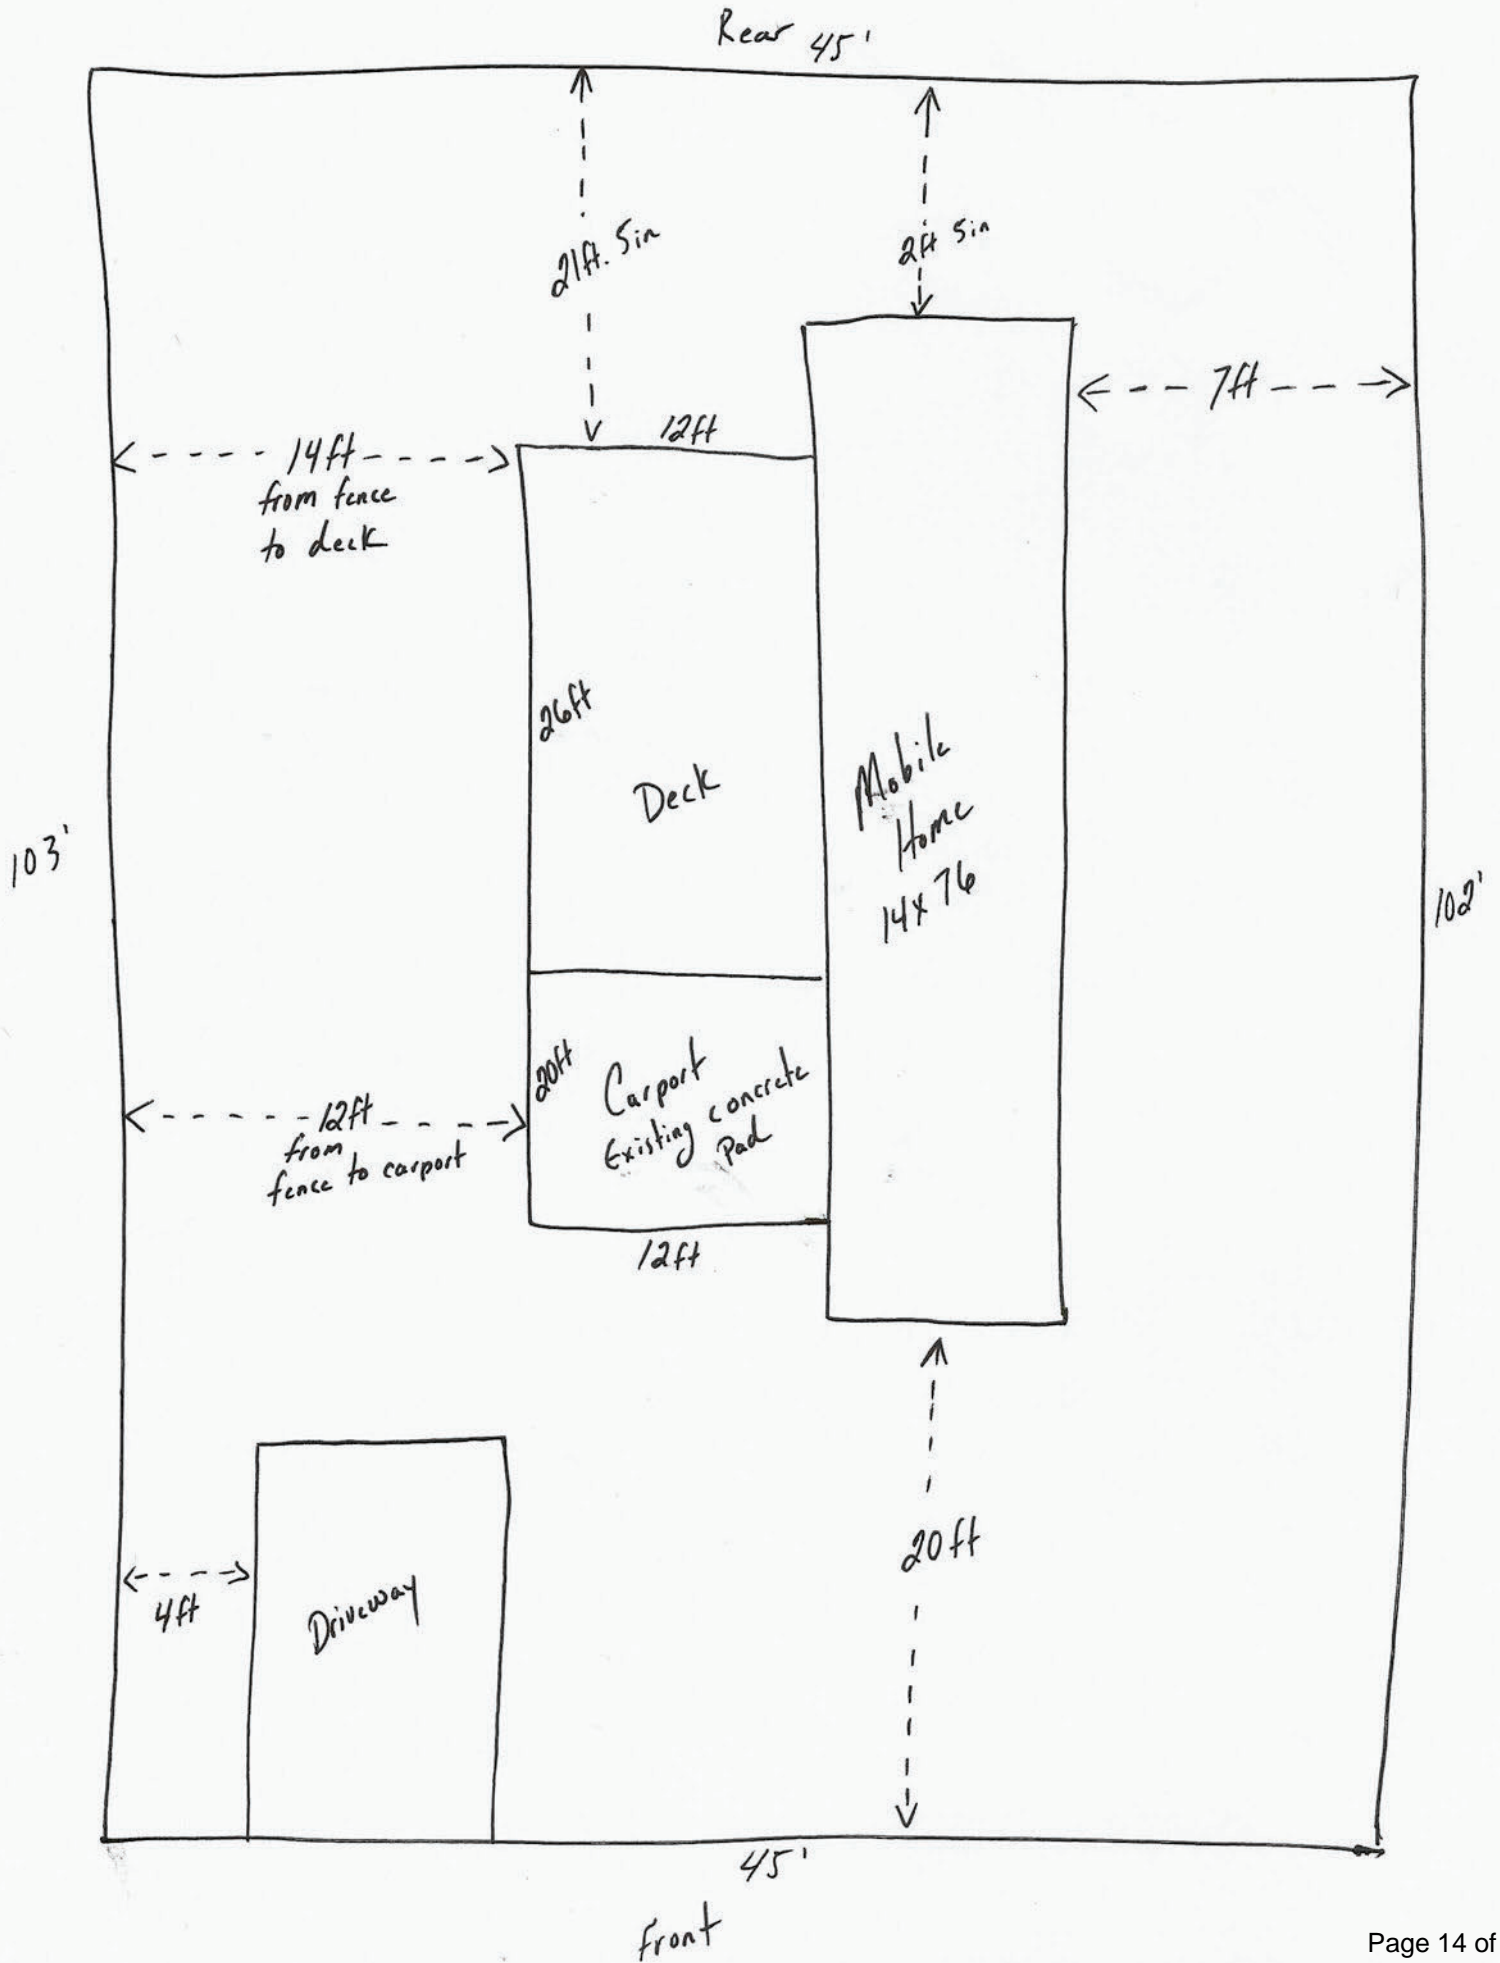 Rear 45'
21ft. 5in
2ft 5in
7ft
12ft
14ft
from fence
to deck
26ft
Deck
Mobile
Home
14x76
103'
102'
20ft
Carport
Existing concrete
Pad
12ft
from
fence to carport
12ft
20ft
4ft
Driveway
45'
Front
Page 14 of